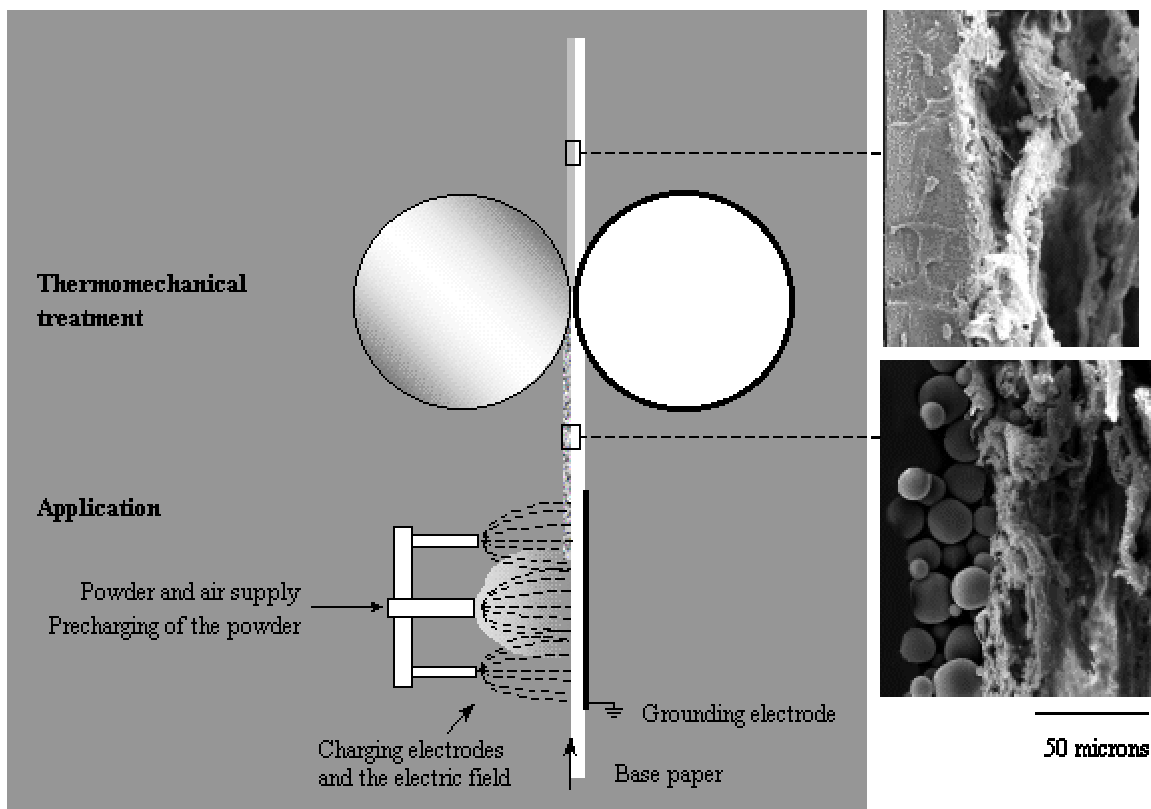 Thermomechanical
treatment
Application
Powder and air supply
Precharging of the powder
Charging electrodes
and the electric field
Grounding electrode
Base paper
50 microns